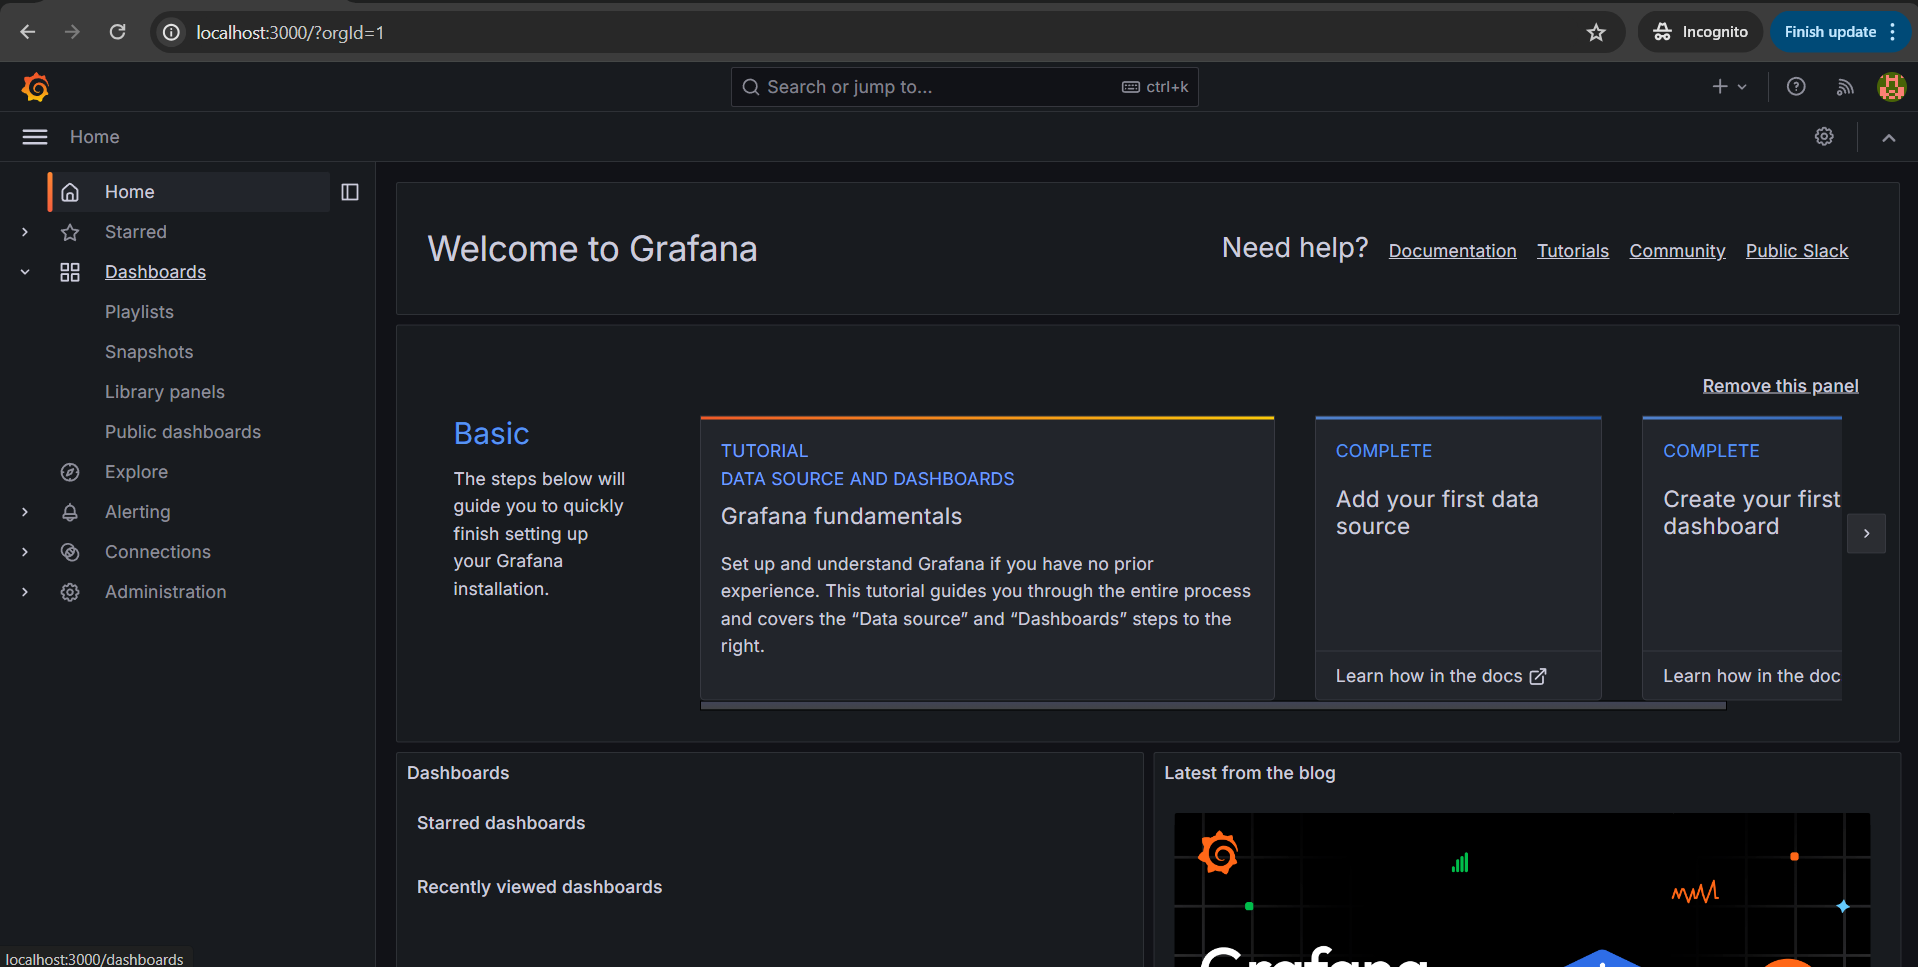 localhost:3000/?orgId=1
Incognito
Finish update
Search or jump to...
ctrl+k
Home
Home
Starred
Dashboards
Playlists
Snapshots
Library panels
Public dashboards
Explore
Alerting
Connections
Administration
Welcome to Grafana
Need help?
Documentation
Tutorials
Community
Public Slack
Remove this panel
Basic
The steps below will
guide you to quickly
finish setting up
your Grafana
installation.
TUTORIAL
DATA SOURCE AND DASHBOARDS
Grafana fundamentals
Set up and understand Grafana if you have no prior
experience. This tutorial guides you through the entire process
and covers the “Data source” and “Dashboards” steps to the
right.
COMPLETE
Add your first data
source
Learn how in the docs
COMPLETE
Create your first
dashboard
Learn how in the doc
Dashboards
Starred dashboards
Recently viewed dashboards
Latest from the blog
Grafana
localhost:3000/dashboards